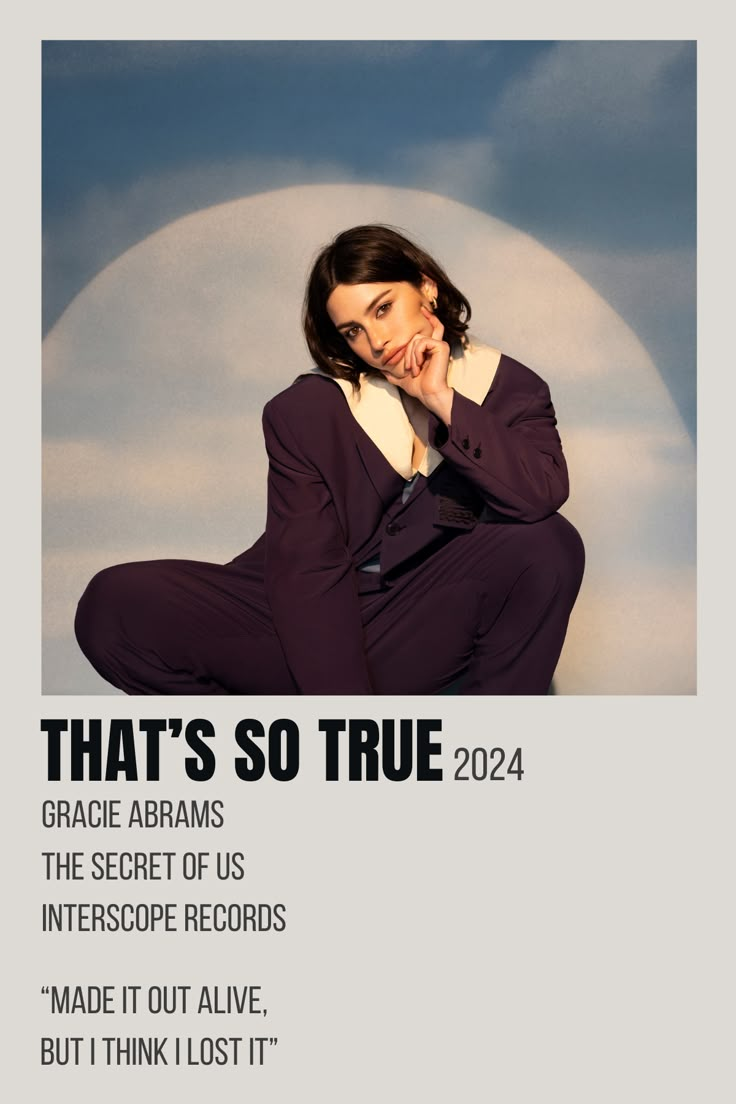 THAT’S SO TRUE 2024
GRACIE ABRAMS
THE SECRET OF US
INTERSCOPE RECORDS
“MADE IT OUT ALIVE,
BUT I THINK I LOST IT”